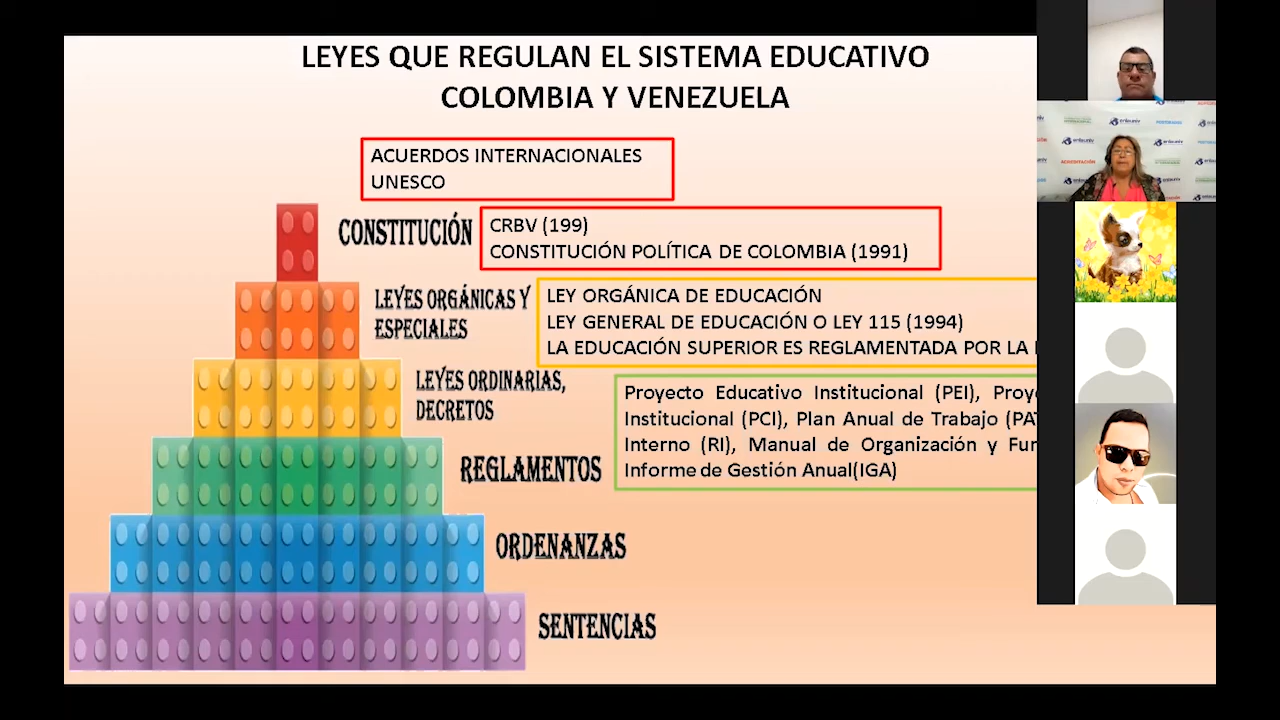 LEYES QUE REGULAN EL SISTEMA EDUCATIVO
COLOMBIA Y VENEZUELA
ACUERDOS INTERNACIONALES
UNESCO
CONSTITUCIÓN
CRBV (199)
CONSTITUCIÓN POLÍTICA DE COLOMBIA (1991)
LEYES ORGÁNICAS Y
ESPECIALES
LEY ORGÁNICA DE EDUCACIÓN
LEY GENERAL DE EDUCACIÓN O LEY 115 (1994)
LA EDUCACIÓN SUPERIOR ES REGLAMENTADA POR LA
LEYES ORDINARIAS,
DECRETOS
Proyecto Educativo Institucional (PEI),
Institucional (PCI), Plan Anual de Trabajo
Interno (RI), Manual de Organización y
Informe de Gestión Anual(IGA)
REGLAMENTOS
ORDENANZAS
SENTENCIAS
ACREDITACIÓN